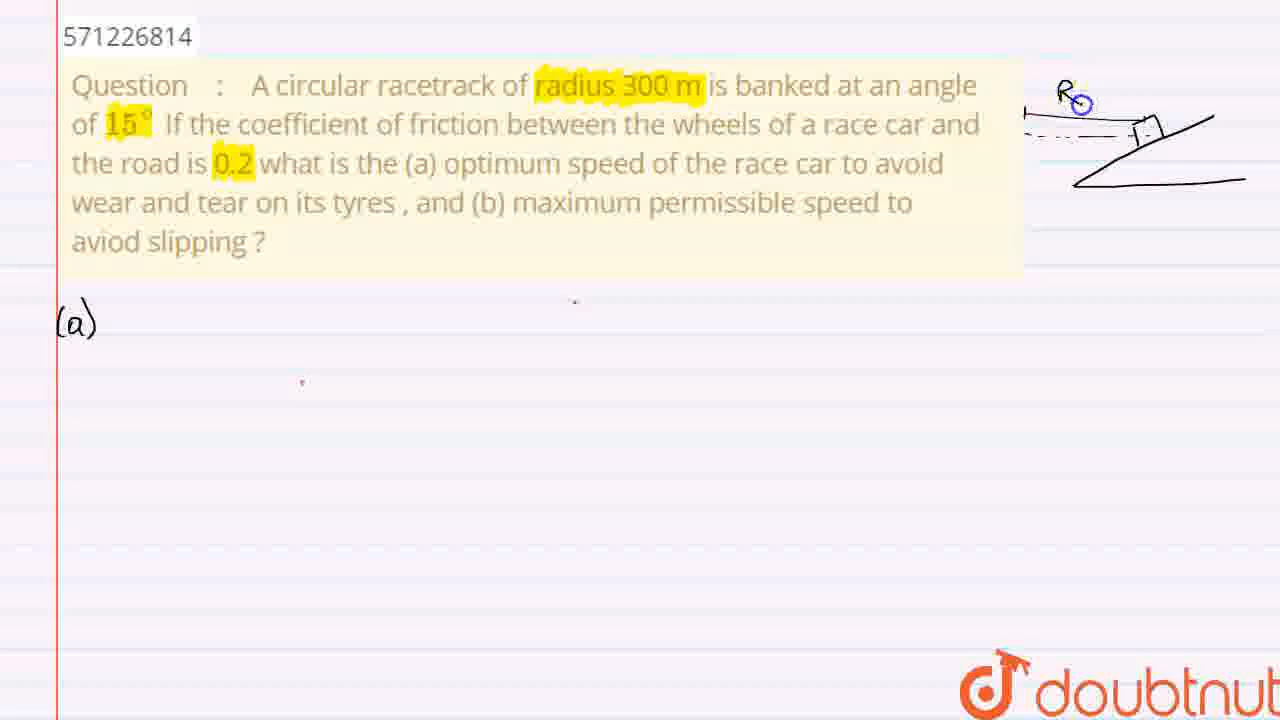 571226814
Question : A circular racetrack of radius 300 m is banked at an angle
of 15° If the coefficient of friction between the wheels of a race car and
the road is 0.2 what is the (a) optimum speed of the race car to avoid
wear and tear on its tyres , and (b) maximum permissible speed to
aviod slipping ?
R
(a)
doubtnut